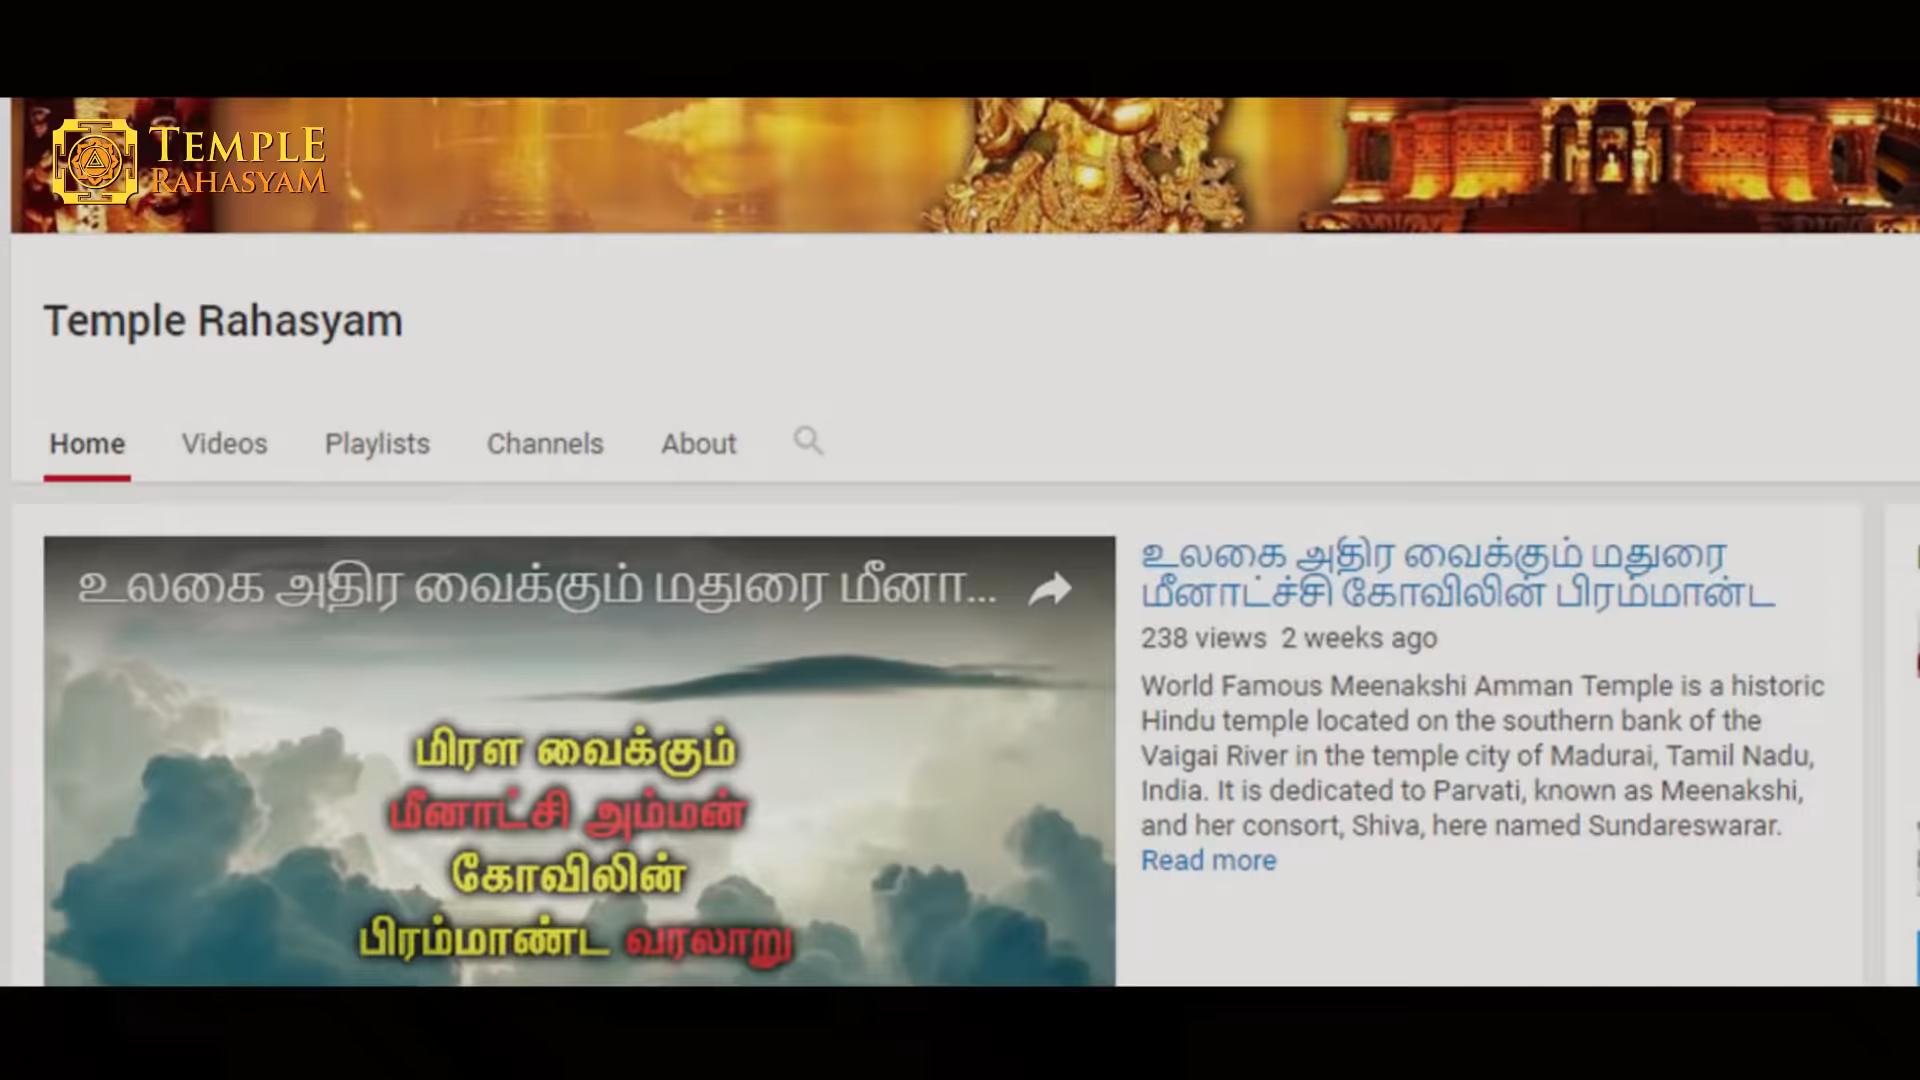 TEMPLE
RAHASYAM
Temple Rahasyam
Home Videos Playlists Channels About
உலகை அதிர வைக்கும் மதுரை மீனா...
மிரள வைக்கும்
மீனாட்சி அம்மன்
கோவிலின்
பிரம்மாண்ட வரலாறு
உலகை அதிர வைக்கும் மதுரை
மீனாட்ச்சி கோவிலின் பிரம்மான்ட
238 views 2 weeks ago
World Famous Meenakshi Amman Temple is a historic
Hindu temple located on the southern bank of the
Vaigai River in the temple city of Madurai, Tamil Nadu,
India. It is dedicated to Parvati, known as Meenakshi,
and her consort, Shiva, here named Sundareswarar.
Read more